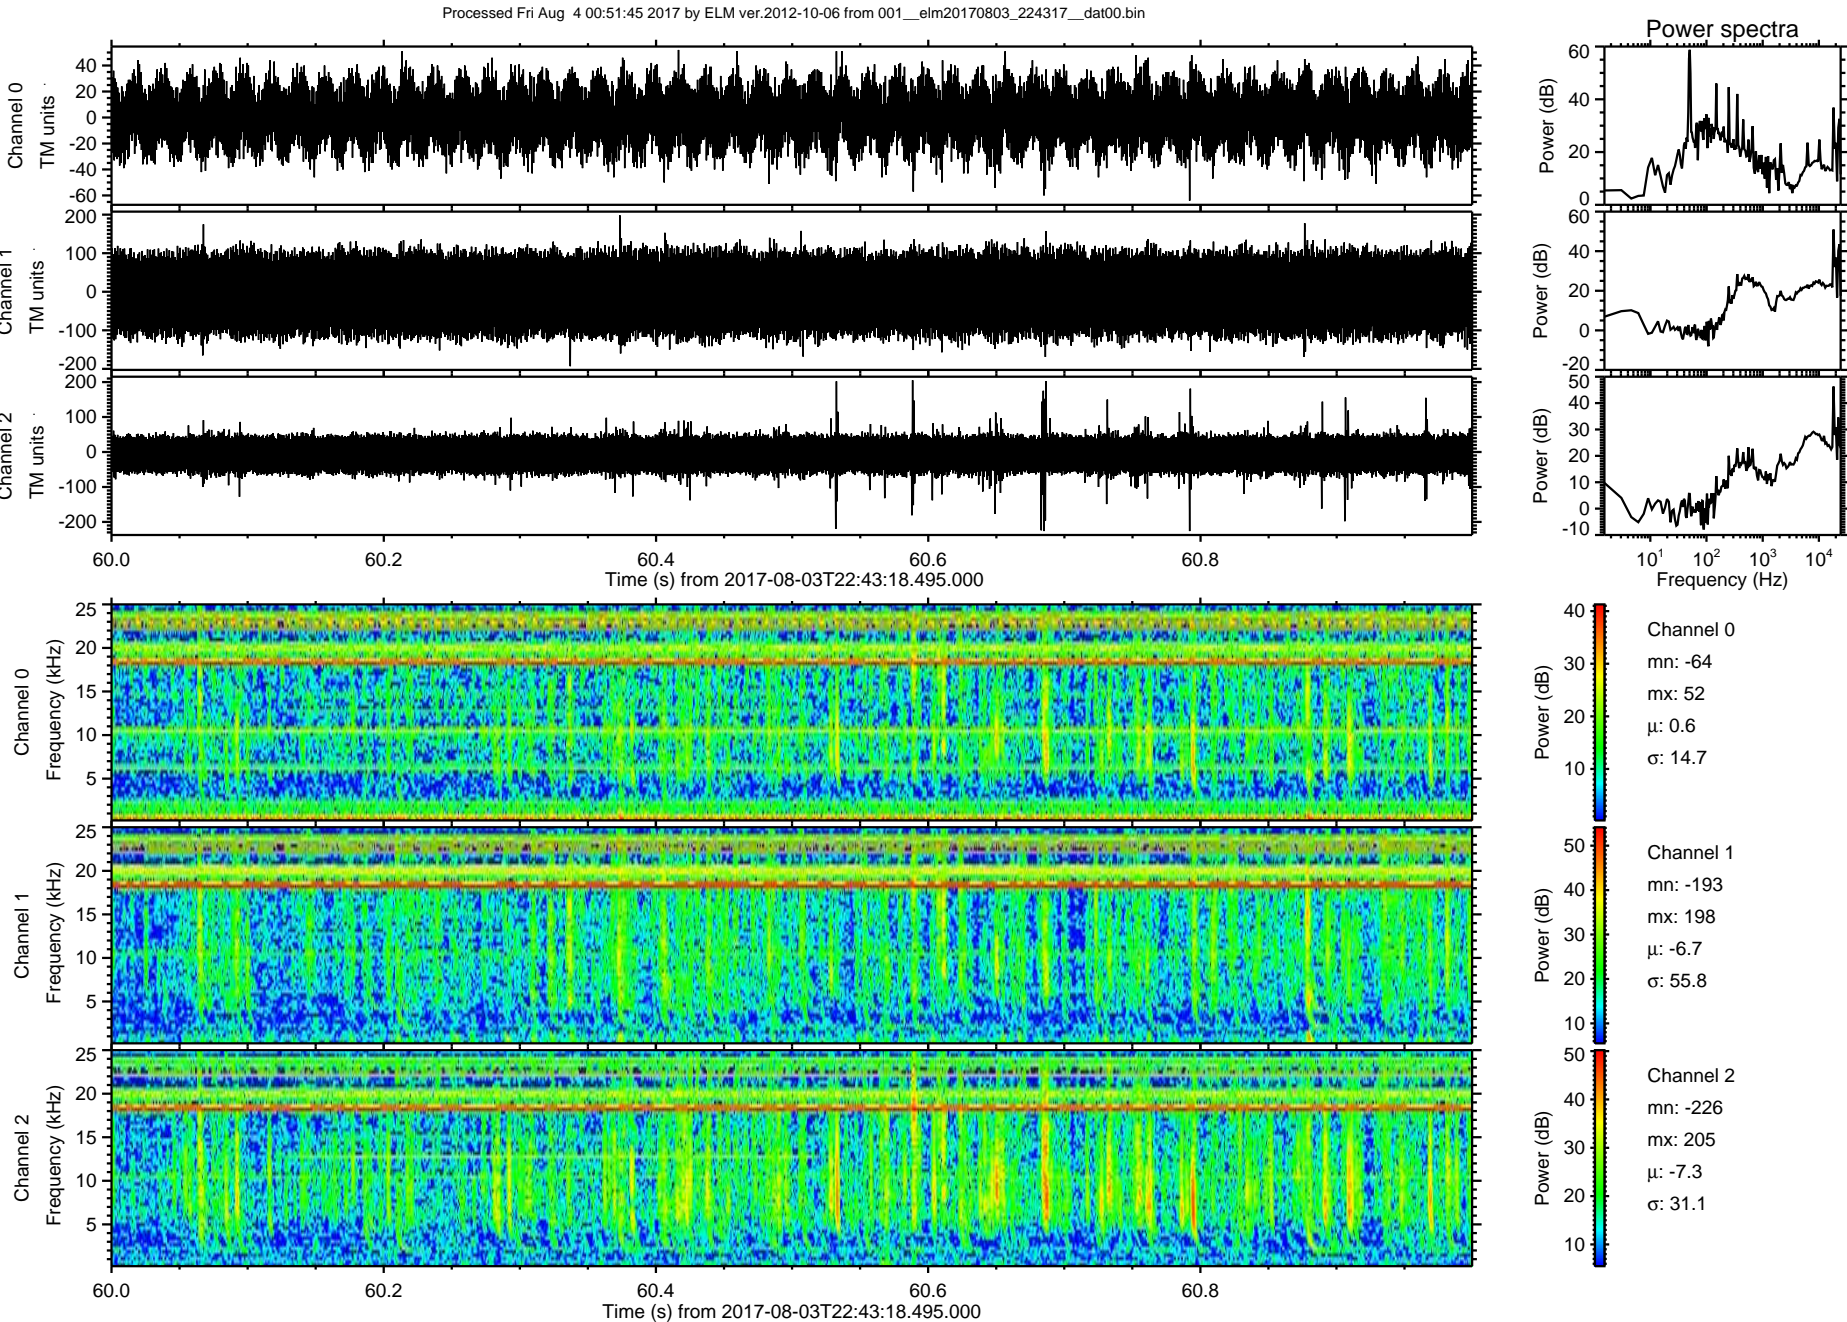 Processed Fri Aug  4 00:51:45 2017 by ELM ver.2012-10-06 from 001__elm20170803_224317__dat00.bin
Power spectra
Channel 0
TM units
40
20
0
-20
-40
-60
Power (dB)
60
40
20
0
Channel 1
TM units
200
100
0
-100
-200
Power (dB)
60
40
20
0
-20
Channel 2
TM units
200
100
0
-100
-200
Power (dB)
50
40
30
20
10
0
-10
60.0 60.2 60.4 60.6 60.8
Time (s) from 2017-08-03T22:43:18.495.000
10^1 10^2 10^3 10^4
Frequency (Hz)
Channel 0
Frequency (kHz)
25
20
15
10
5
Power (dB)
40
30
20
10
Channel 0
mn: -64
mx: 52
μ: 0.6
σ: 14.7
Channel 1
Frequency (kHz)
25
20
15
10
5
Power (dB)
50
40
30
20
10
Channel 1
mn: -193
mx: 198
μ: -6.7
σ: 55.8
Channel 2
Frequency (kHz)
25
20
15
10
5
Power (dB)
50
40
30
20
10
Channel 2
mn: -226
mx: 205
μ: -7.3
σ: 31.1
60.0 60.2 60.4 60.6 60.8
Time (s) from 2017-08-03T22:43:18.495.000